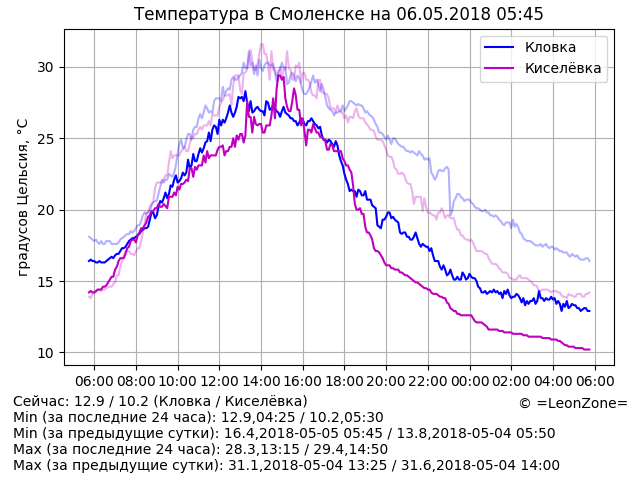 Температура в Смоленске на 06.05.2018 05:45
Кловка
Киселёвка
градусов Цельсия, °C
30
25
20
15
10
06:00 08:00 10:00 12:00 14:00 16:00 18:00 20:00 22:00 00:00 02:00 04:00 06:00
Сейчас: 12.9 / 10.2 (Кловка / Киселёвка)
© =LeonZone=
Min (за последние 24 часа): 12.9,04:25 / 10.2,05:30
Min (за предыдущие сутки): 16.4,2018-05-05 05:45 / 13.8,2018-05-04 05:50
Max (за последние 24 часа): 28.3,13:15 / 29.4,14:50
Max (за предыдущие сутки): 31.1,2018-05-04 13:25 / 31.6,2018-05-04 14:00